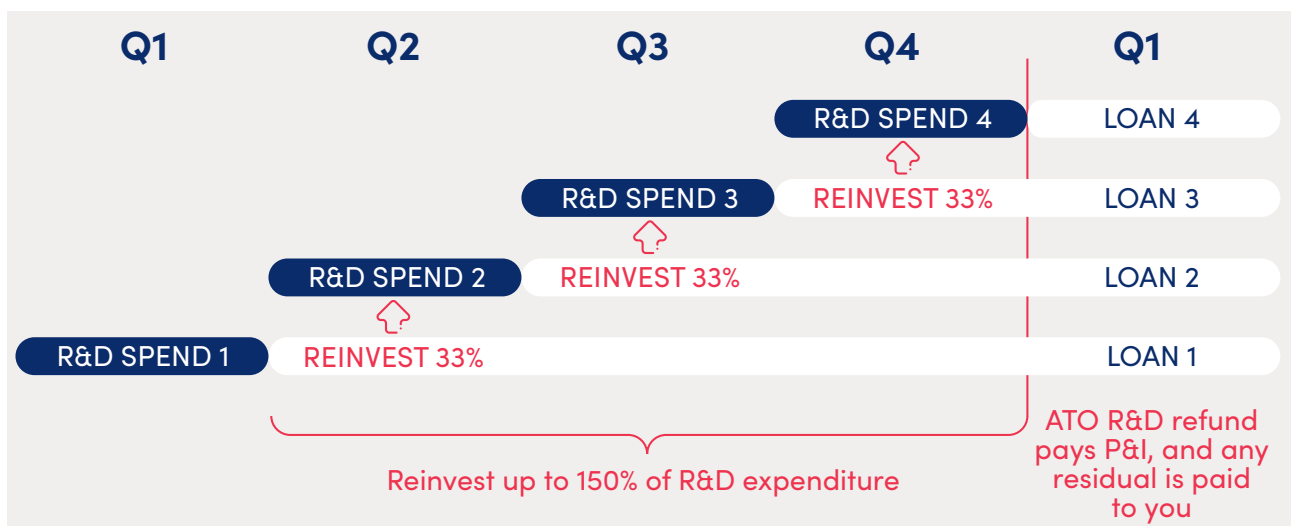 Q1 Q2 Q3 Q4 Q1
R&D SPEND 4 LOAN 4
R&D SPEND 3 REINVEST 33% LOAN 3
R&D SPEND 2 REINVEST 33% LOAN 2
R&D SPEND 1 REINVEST 33% LOAN 1
Reinvest up to 150% of R&D expenditure
ATO R&D refund
pays P&I, and any
residual is paid
to you